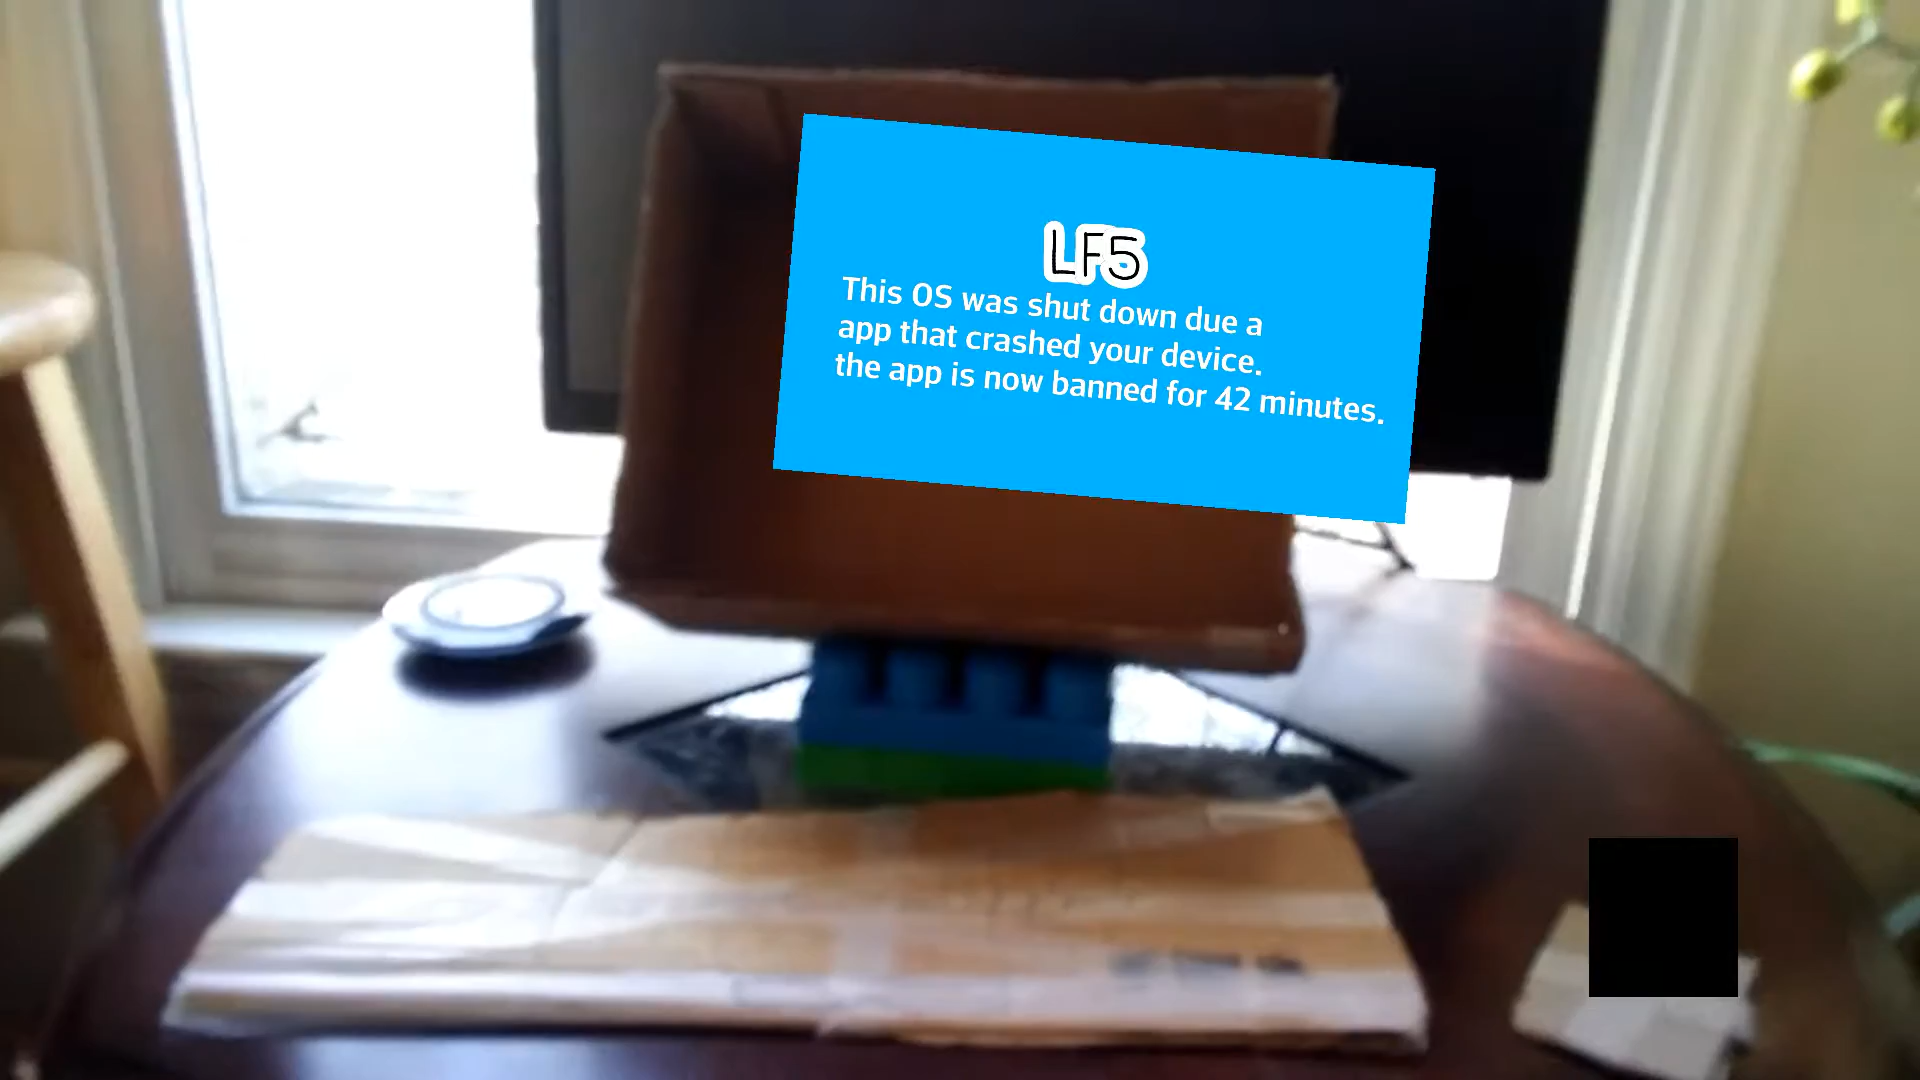 LF5
This OS was shut down due a
app that crashed your device.
the app is now banned for 42 minutes.